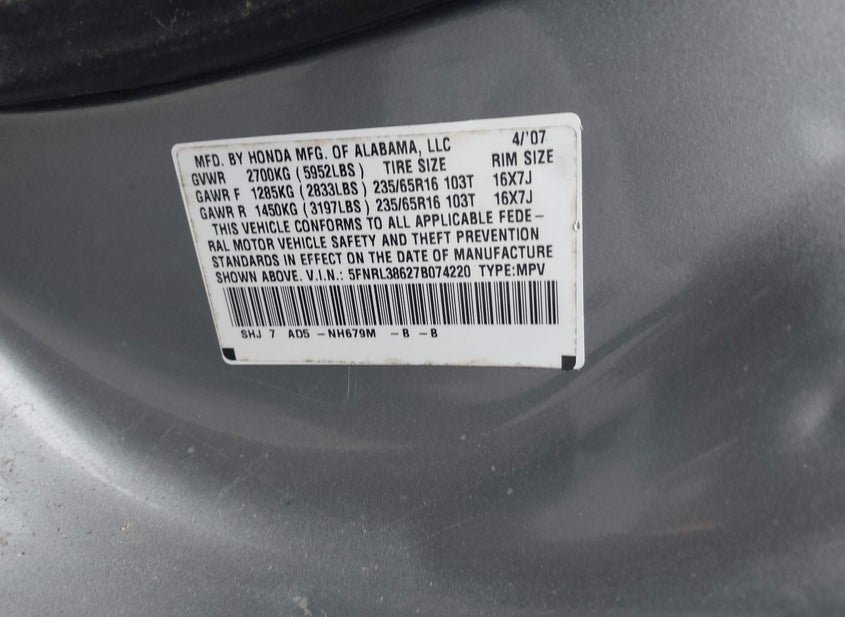 MFD. BY HONDA MFG. OF ALABAMA, LLC 4/'07
GVWR 2700KG (5952LBS) TIRE SIZE RIM SIZE
GAWR F 1285KG (2833LBS) 235/65R16 103T 16X7J
GAWR R 1450KG (3197LBS) 235/65R16 103T 16X7J
THIS VEHICLE CONFORMS TO ALL APPLICABLE FEDE-
RAL MOTOR VEHICLE SAFETY AND THEFT PREVENTION
STANDARDS IN EFFECT ON THE DATE OF MANUFACTURE
SHOWN ABOVE. V.I.N.: 5FNRL38627B074220 TYPE:MPV
SHJ 7 AD5 -NH679M -B -B